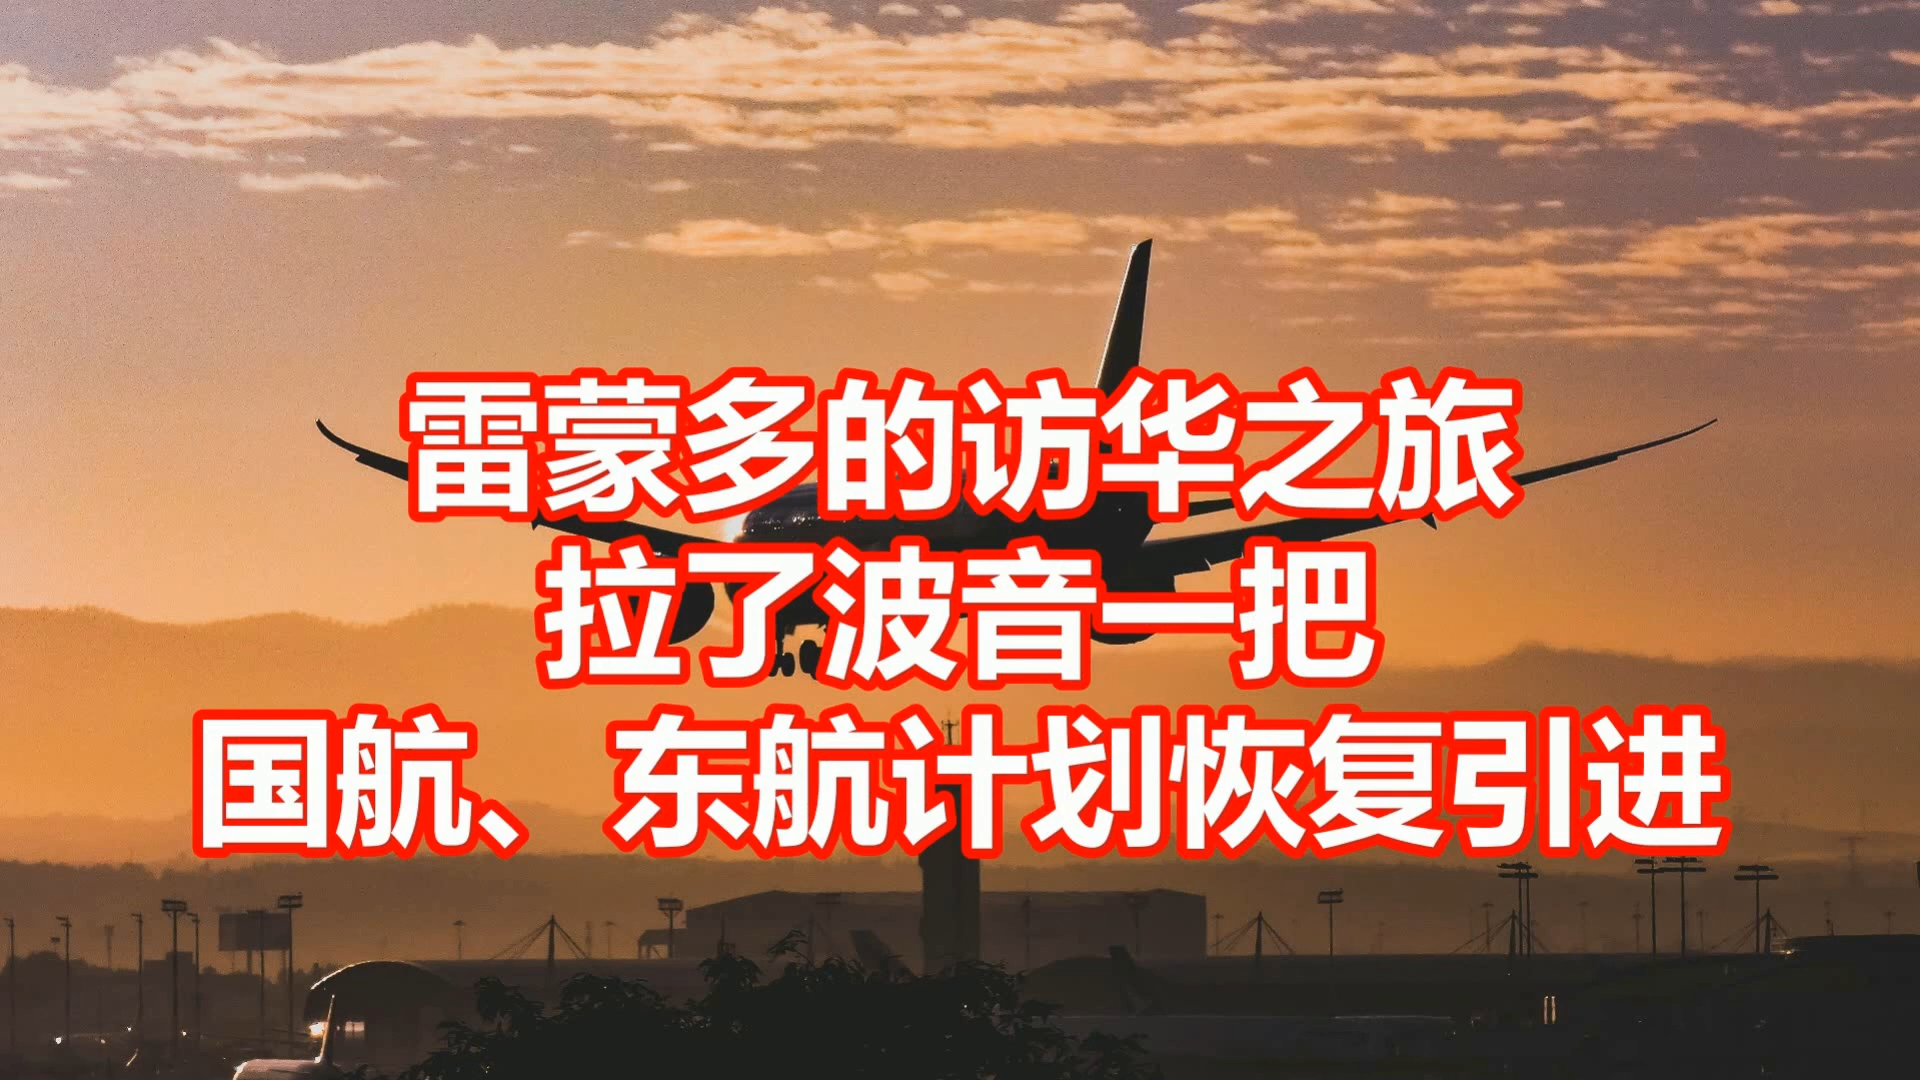 雷蒙多的访华之旅
拉了波音一把
国航、东航计划恢复引进